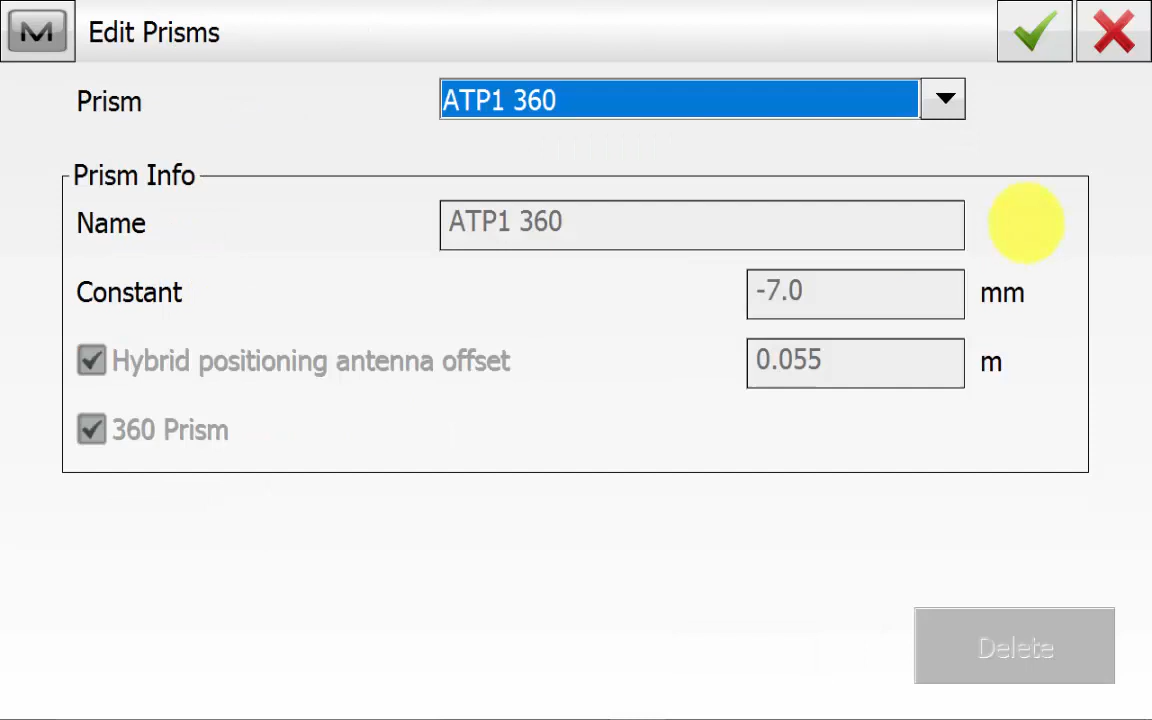 M Edit Prisms
Prism ATP1 360
Prism Info
Name ATP1 360
Constant -7.0 mm
Hybrid positioning antenna offset 0.055 m
360 Prism
Delete